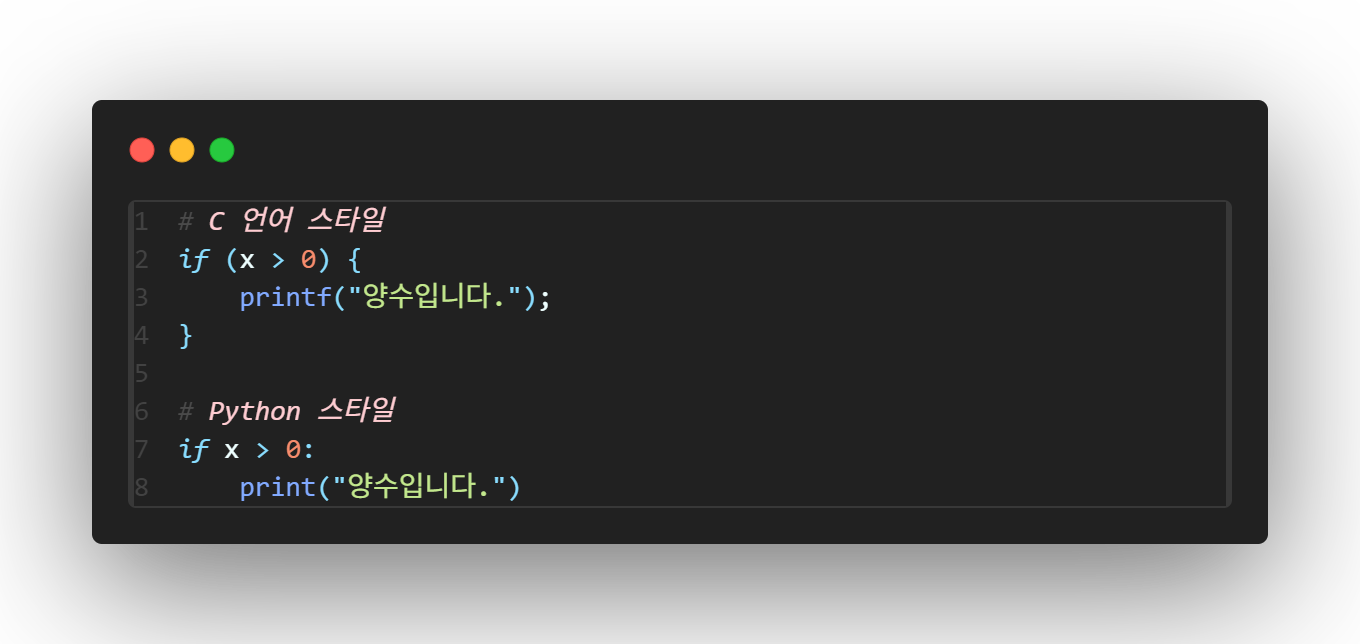 1 # C 언어 스타일
2 if (x > 0) {
3     printf("양수입니다.");
4 }
5
6 # Python 스타일
7 if x > 0:
8     print("양수입니다.")